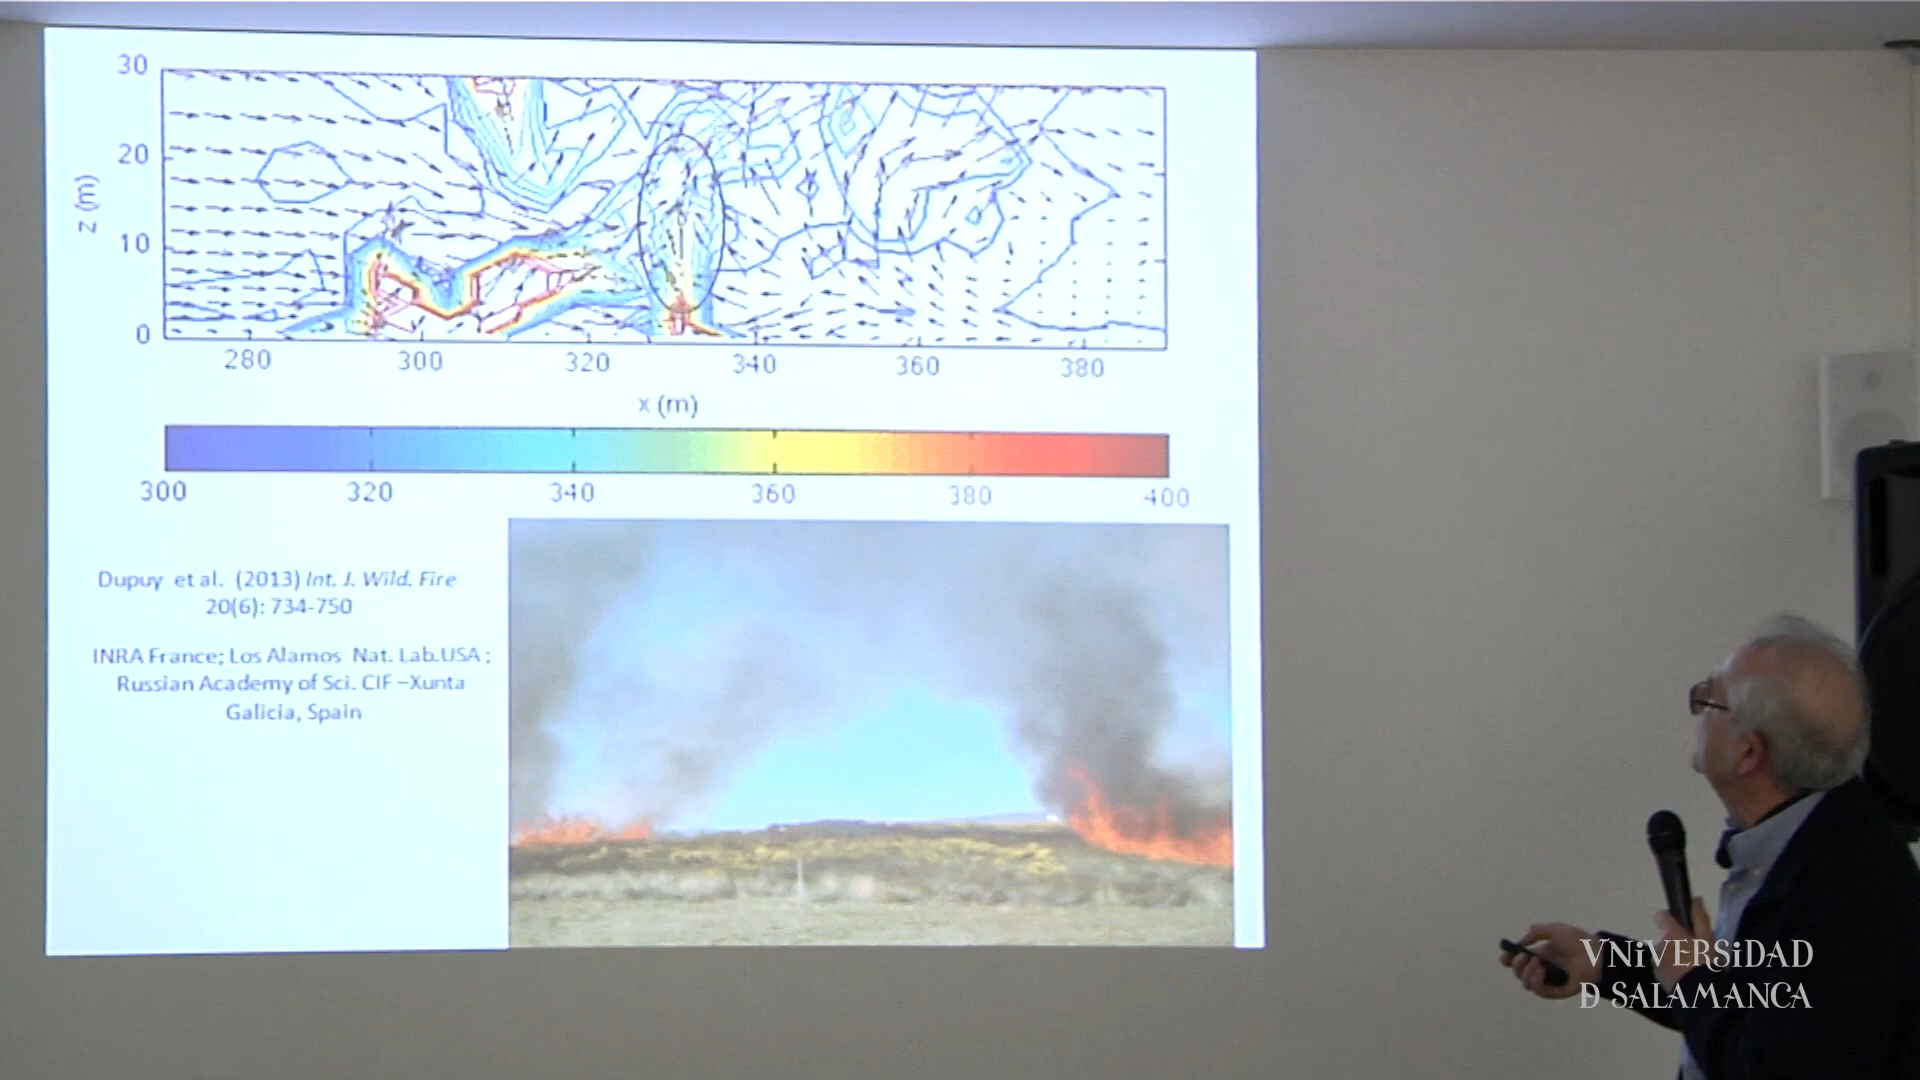 30
20
10
0
z (m)
280 300 320 340 360 380
x (m)
300 320 340 360 380 400
Dupuy et al. (2013) Int. J. Wild. Fire
20(6): 734-750
INRA France; Los Alamos Nat. Lab.USA ;
Russian Academy of Sci. CIF –Xunta
Galicia, Spain
VNiVERSiDAD
Ð SALAMANCA